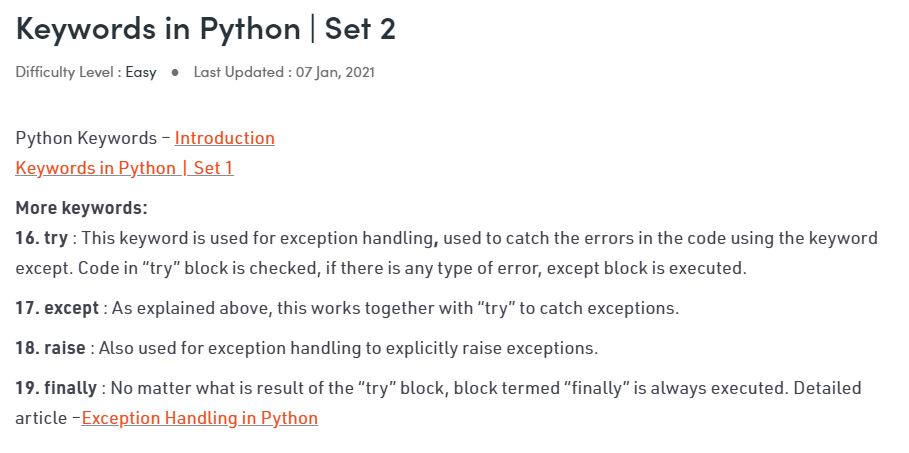 Keywords in Python | Set 2
Difficulty Level : Easy ● Last Updated : 07 Jan, 2021
Python Keywords – Introduction
Keywords in Python | Set 1
More keywords:
16. try : This keyword is used for exception handling, used to catch the errors in the code using the keyword
except. Code in “try” block is checked, if there is any type of error, except block is executed.
17. except : As explained above, this works together with “try” to catch exceptions.
18. raise : Also used for exception handling to explicitly raise exceptions.
19. finally : No matter what is result of the “try” block, block termed “finally” is always executed. Detailed
article –Exception Handling in Python